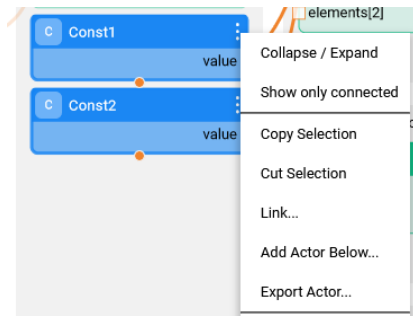 elements[2]
C Const1
value
C Const2
value
Collapse / Expand
Show only connected
Copy Selection
Cut Selection
Link...
Add Actor Below...
Export Actor...